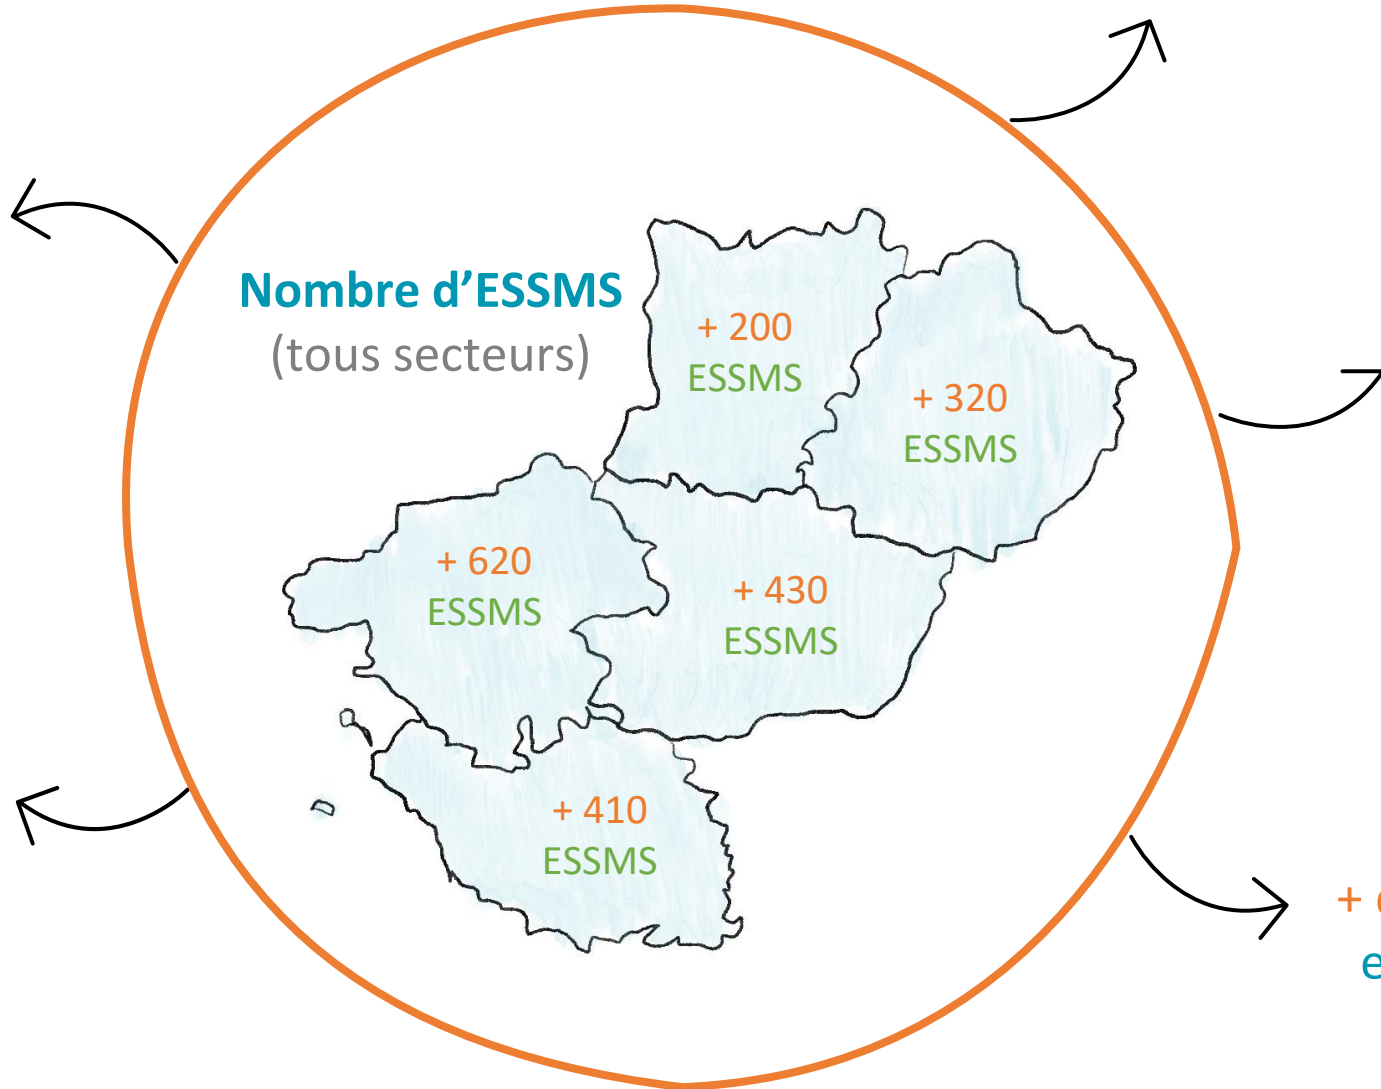 Nombre d’ESSMS
(tous secteurs)
+ 200
ESSMS
+ 320
ESSMS
+ 620
ESSMS
+ 430
ESSMS
+ 410
ESSMS
+